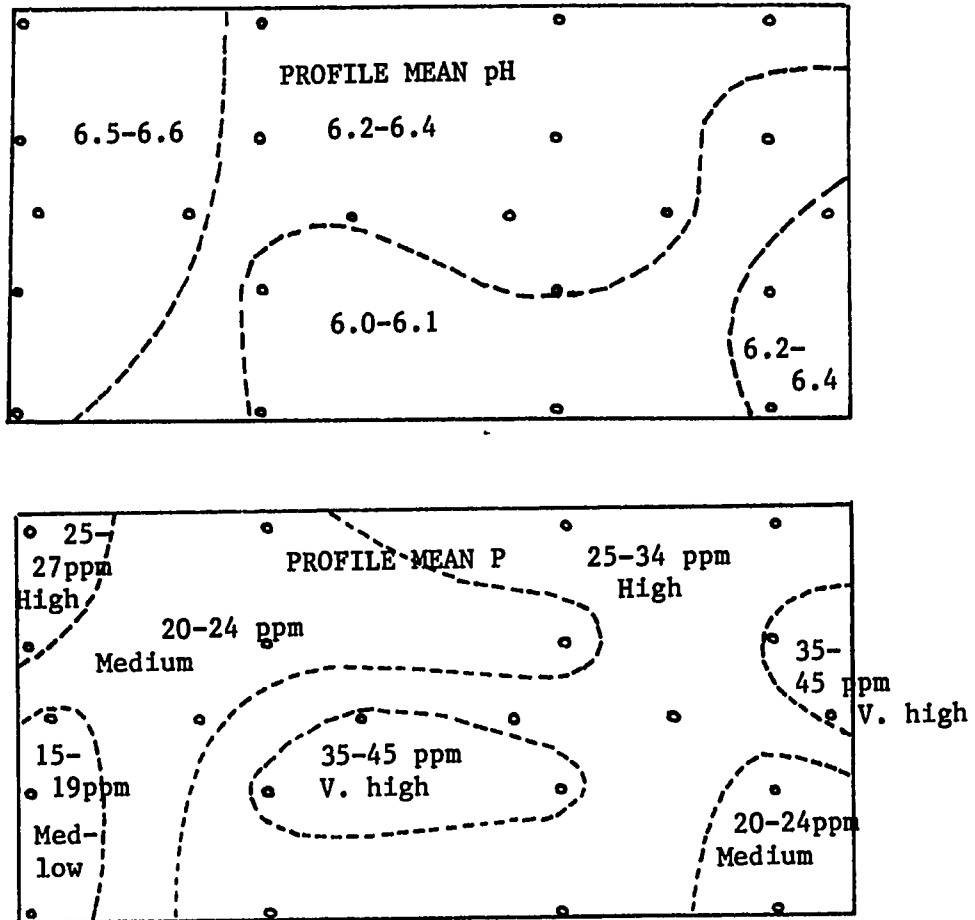 PROFILE MEAN pH
6.5-6.6
6.2-6.4
6.0-6.1
6.2-
6.4
25-
27ppm
High
PROFILE MEAN P
25-34 ppm
High
20-24 ppm
Medium
35-
45 ppm
V. high
15-
19ppm
Med-
low
35-45 ppm
V. high
20-24ppm
Medium